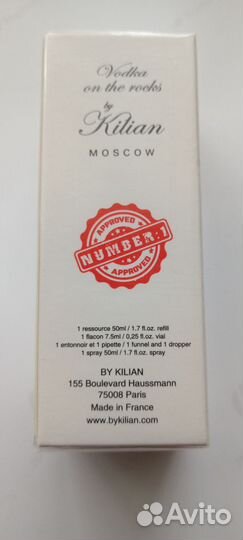 Vodka
on the rocks
by
Kilian
MOSCOW
APPROVED
NUMBER:1
APPROVED
1 ressource 50ml / 1.7 fl.oz. refill
1 flacon 7.5ml / 0,25 fl.oz. vial
1 entonnoir et 1 pipette / 1 funnel and 1 dropper
1 spray 50ml / 1.7 fl.oz. spray
BY KILIAN
155 Boulevard Haussmann
75008 Paris
Made in France
www.bykilian.com
Avito